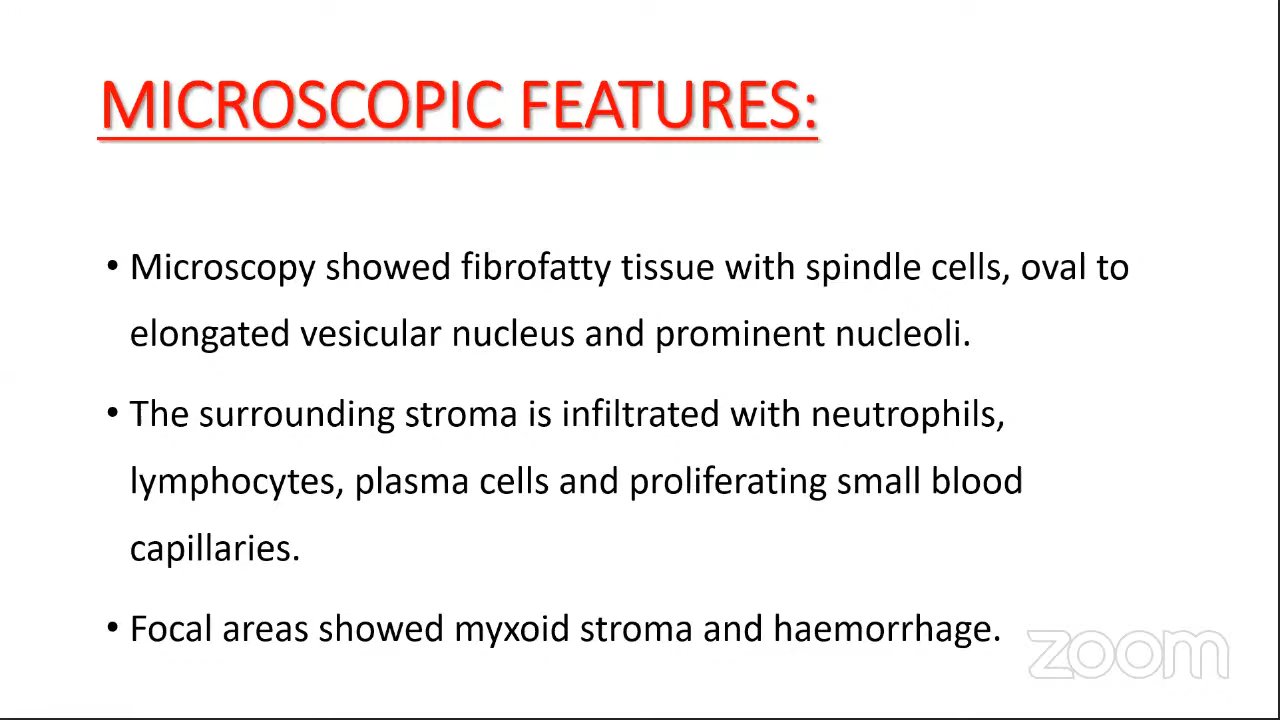 MICROSCOPIC FEATURES:
• Microscopy showed fibrofatty tissue with spindle cells, oval to
elongated vesicular nucleus and prominent nucleoli.
• The surrounding stroma is infiltrated with neutrophils,
lymphocytes, plasma cells and proliferating small blood
capillaries.
• Focal areas showed myxoid stroma and haemorrhage.
zoom